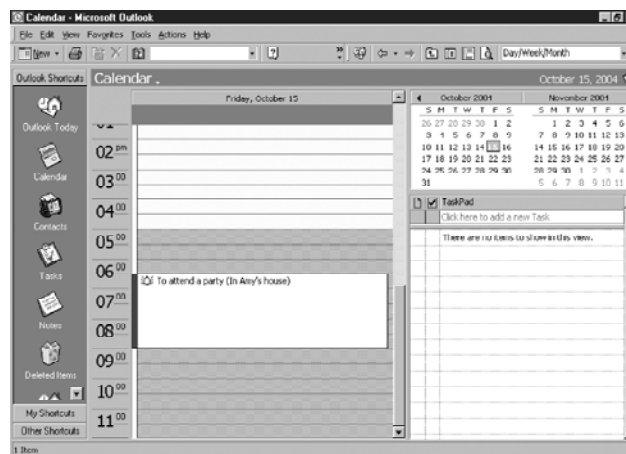 Calendar - Microsoft Outlook
File Edit View Favorites Tools Actions Help
New Day/Week/Month
Outlook Shortcuts Calendar . October 15, 2004
Outlook Today
Calendar
Contacts
Tasks
Notes
Deleted Items
My Shortcuts
Other Shortcuts
Friday, October 15
02 pm
03 00
04 00
05 00
06 00
To attend a party (In Amy's house)
07 00
08 00
09 00
10 00
11 00
October 2004 November 2004
S M T W T F S S M T W T F S
26 27 28 29 30 1 2 1 2 3 4 5 6
3 4 5 6 7 8 9 7 8 9 10 11 12 13
10 11 12 13 14 15 16 14 15 16 17 18 19 20
17 18 19 20 21 22 23 21 22 23 24 25 26 27
24 25 26 27 28 29 30 28 29 30 1 2 3 4
31 5 6 7 8 9 10 11
TaskPad
Click here to add a new Task
There are no items to show in this view.
1 Item